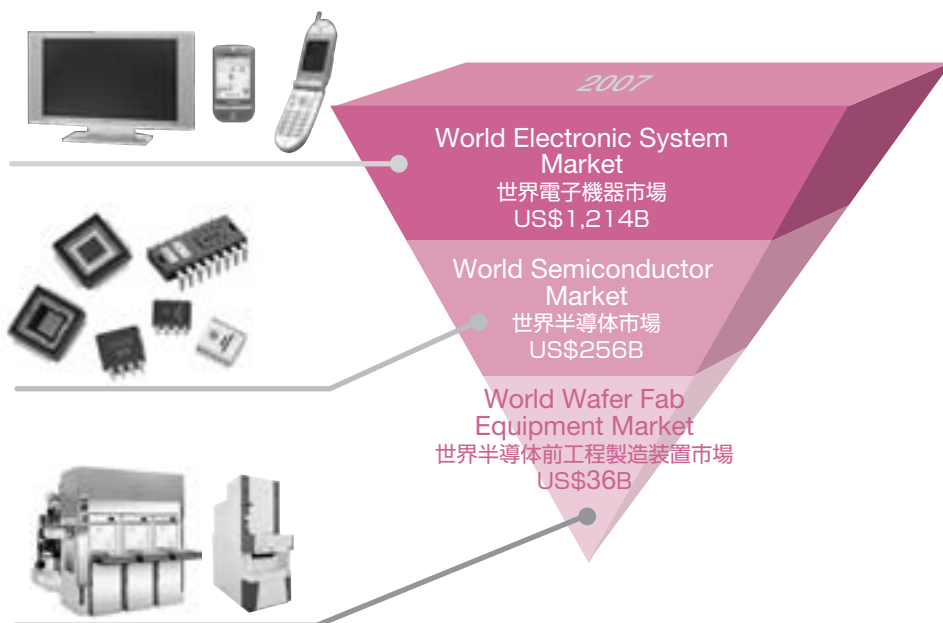 2007
World Electronic System
Market
世界電子機器市場
US$1,214B
World Semiconductor
Market
世界半導体市場
US$256B
World Wafer Fab
Equipment Market
世界半導体前工程製造装置市場
US$36B